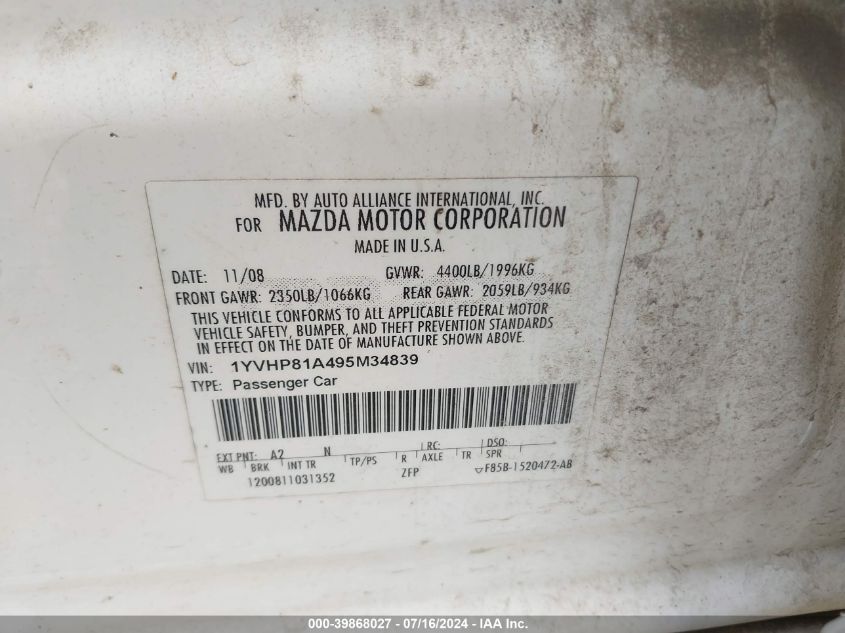 MFD. BY AUTO ALLIANCE INTERNATIONAL, INC.
FOR MAZDA MOTOR CORPORATION
MADE IN U.S.A.
DATE: 11/08 GVWR: 4400LB/1996KG
FRONT GAWR: 2350LB/1066KG REAR GAWR: 2059LB/934KG
THIS VEHICLE CONFORMS TO ALL APPLICABLE FEDERAL MOTOR
VEHICLE SAFETY, BUMPER, AND THEFT PREVENTION STANDARDS
IN EFFECT ON THE DATE OF MANUFACTURE SHOWN ABOVE.
VIN: 1YVHP81A495M34839
TYPE: Passenger Car
EXT PNT: A2 N RC: DSO:
WB BRK INT TR TP/PS R AXLE TR SPR
1200811031352 ZFP F85B-1520472-AB
000-39868027 - 07/16/2024 - © IAA Inc.